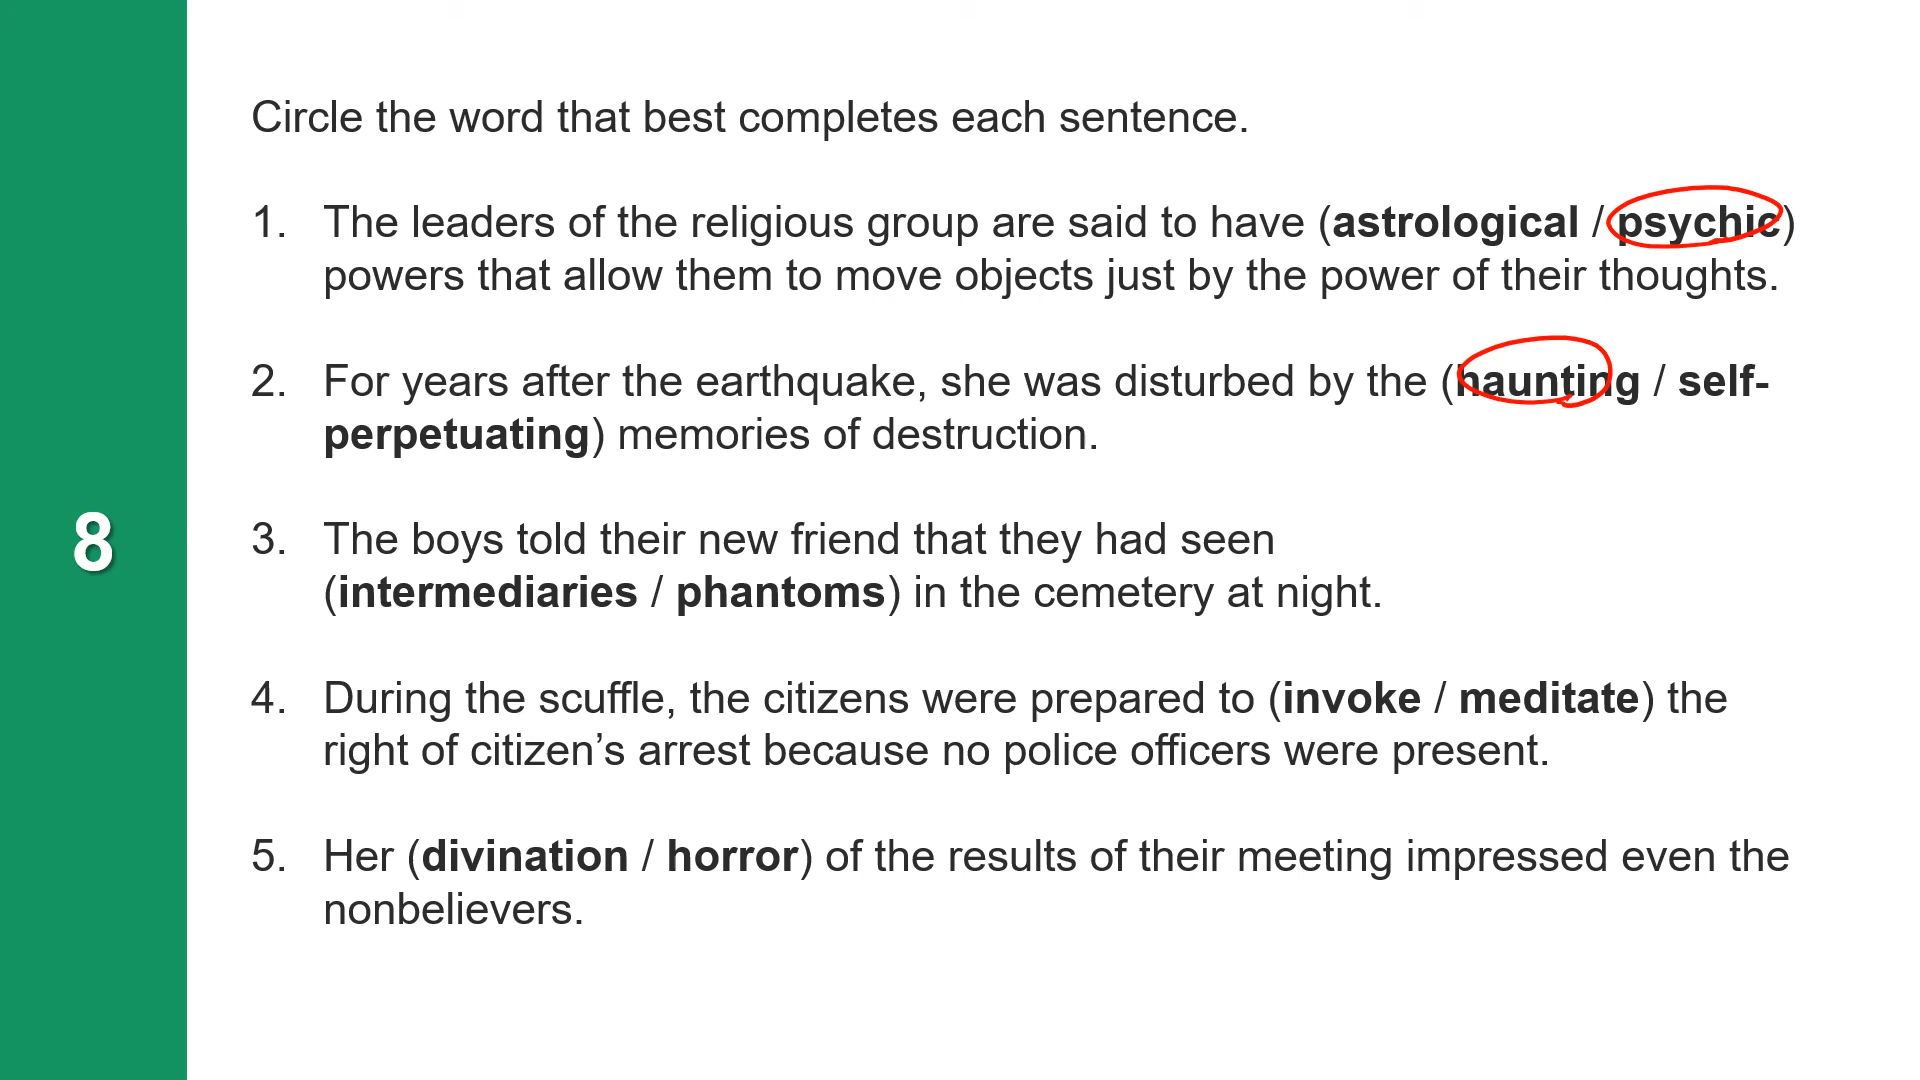 Circle the word that best completes each sentence.
1. The leaders of the religious group are said to have (astrological / psychic)
powers that allow them to move objects just by the power of their thoughts.
2. For years after the earthquake, she was disturbed by the (haunting / self-
perpetuating) memories of destruction.
8
3. The boys told their new friend that they had seen
(intermediaries / phantoms) in the cemetery at night.
4. During the scuffle, the citizens were prepared to (invoke / meditate) the
right of citizen’s arrest because no police officers were present.
5. Her (divination / horror) of the results of their meeting impressed even the
nonbelievers.